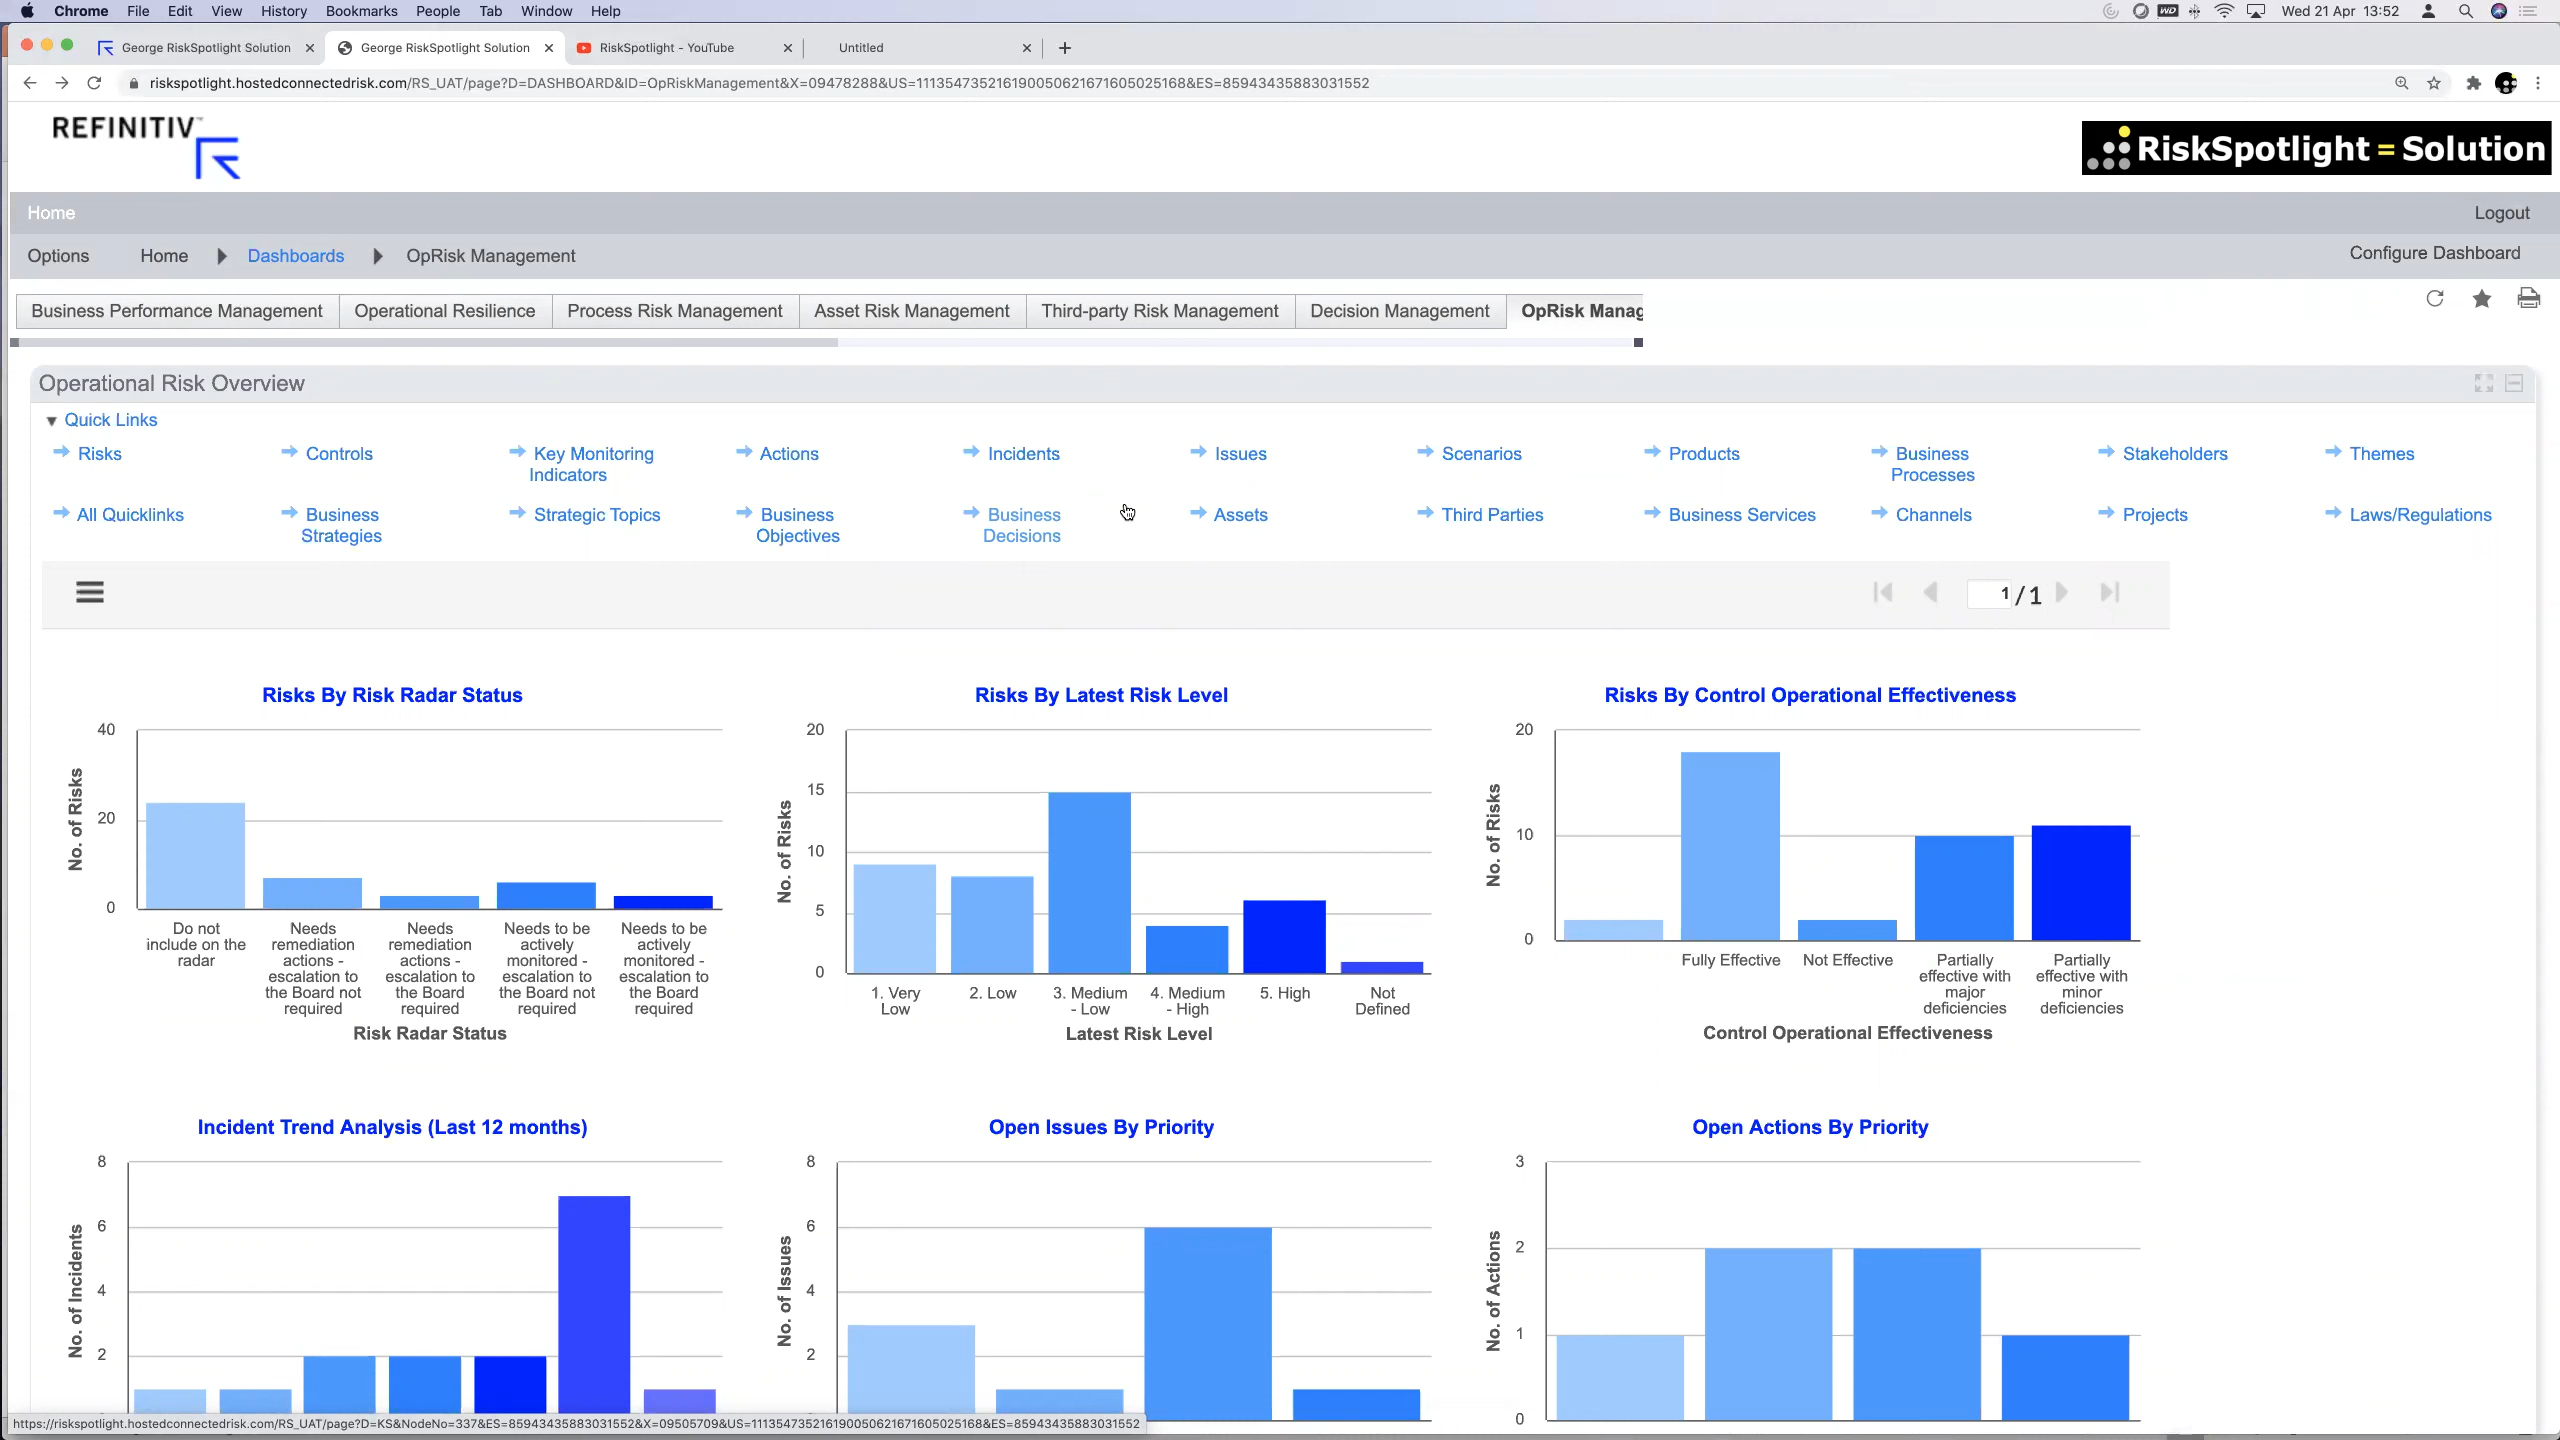 Chrome File Edit View History Bookmarks People Tab Window Help
WD Wed 21 Apr 13:52
George RiskSpotlight Solution George RiskSpotlight Solution RiskSpotlight - YouTube Untitled
riskspotlight.hostedconnectedrisk.com/RS_UAT/page?D=DASHBOARD&ID=OpRiskManagement&X=09478288&US=11135473521619005062167160502516​8&ES=85943435883031552
REFINITIV™
RiskSpotlight = Solution
Home Logout
Options Home Dashboards OpRisk Management Configure Dashboard
Business Performance Management Operational Resilience Process Risk Management Asset Risk Management Third-party Risk Management Decision Management OpRisk Manag
Operational Risk Overview
Quick Links
Risks Controls Key Monitoring Actions Incidents Issues Scenarios Products Business Stakeholders Themes
Indicators Processes
All Quicklinks Business Strategic Topics Business Business Assets Third Parties Business Services Channels Projects Laws/Regulations
Strategies Objectives Decisions
1 / 1
Risks By Risk Radar Status
40
20
0
No. of Risks
Do not
include on the
radar
Needs
remediation
actions -
escalation to
the Board not
required
Needs
remediation
actions -
escalation to
the Board
required
Needs to be
actively
monitored -
escalation to
the Board not
required
Needs to be
actively
monitored -
escalation to
the Board
required
Risk Radar Status
Risks By Latest Risk Level
20
15
10
5
0
No. of Risks
1. Very
Low
2. Low
3. Medium
- Low
4. Medium
- High
5. High
Not
Defined
Latest Risk Level
Risks By Control Operational Effectiveness
20
10
0
No. of Risks
Fully Effective
Not Effective
Partially
effective with
major
deficiencies
Partially
effective with
minor
deficiencies
Control Operational Effectiveness
Incident Trend Analysis (Last 12 months)
8
6
4
2
No. of Incidents
Open Issues By Priority
8
6
4
2
No. of Issues
Open Actions By Priority
3
2
1
0
No. of Actions
https://riskspotlight.hostedconnectedrisk.com/RS_UAT/page?D=KS&NodeNo=337&ES=85943435883031552&X=09505709&US=111354735216190050621671605025168&ES=85943435883031552